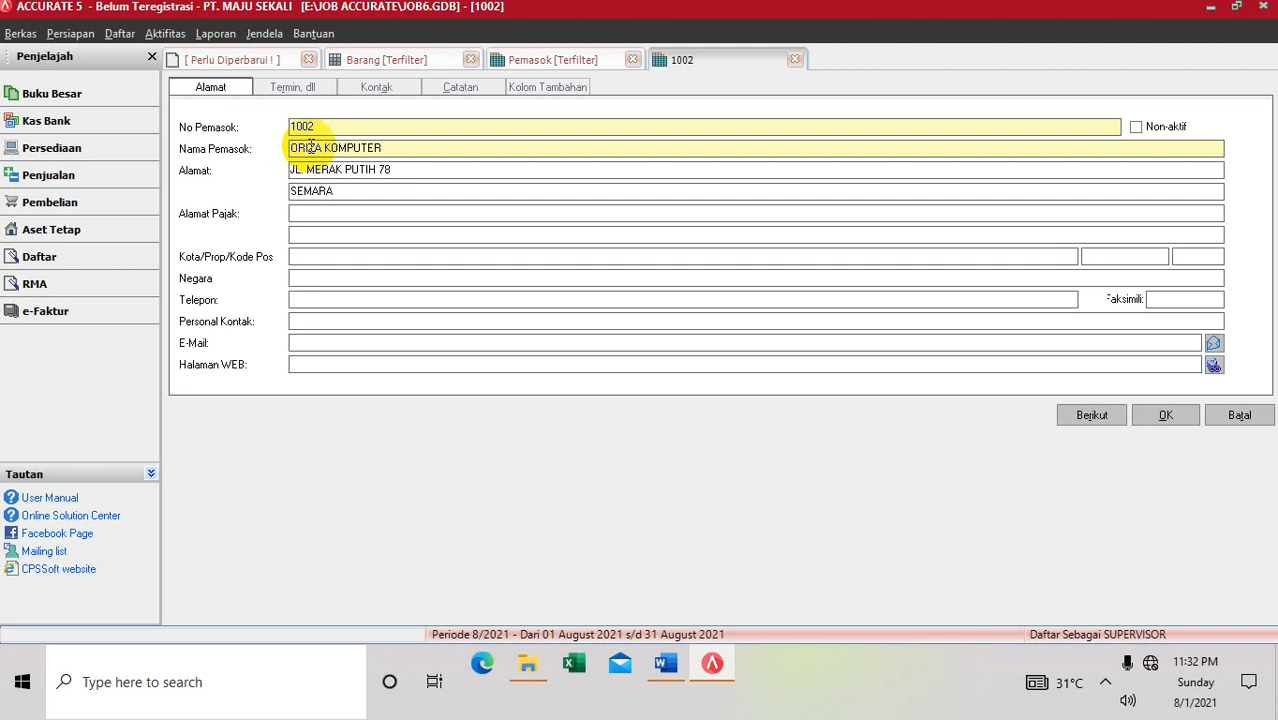 ACCURATE 5 - Belum Teregistrasi - PT. MAJU SEKALI [E:\JOB ACCURATE\JOB6.GDB] - [1002]
Berkas Persiapan Daftar Aktifitas Laporan Jendela Bantuan
Penjelajah
[ Perlu Diperbarui ! ]
Barang [Terfilter]
Pemasok [Terfilter]
1002
Alamat
Termin, dll
Kontak
Catatan
Kolom Tambahan
Buku Besar
Kas Bank
Pemasok
Persediaan
Penjualan
Pembelian
Aset Tetap
Daftar
RMA
e-Faktur
No Pemasok: 1002 Non-aktif
Nama Pemasok: KOMPUTER
Alamat: JL. MERAK PUTIH 78
SEMARA
Alamat Pajak:
Kota/Prop/Kode Pos
Negara
Telepon: aksimili:
Personal Kontak:
E-Mail:
Halaman WEB:
Berikut OK Batal
Tautan
User Manual
Online Solution Center
Facebook Page
Mailing list
CPSSoft website
Periode 8/2021 - Dari 01 August 2021 s/d 31 August 2021
Daftar Sebagai SUPERVISOR
Type here to search
31°C
11:32 PM
Sunday
8/1/2021